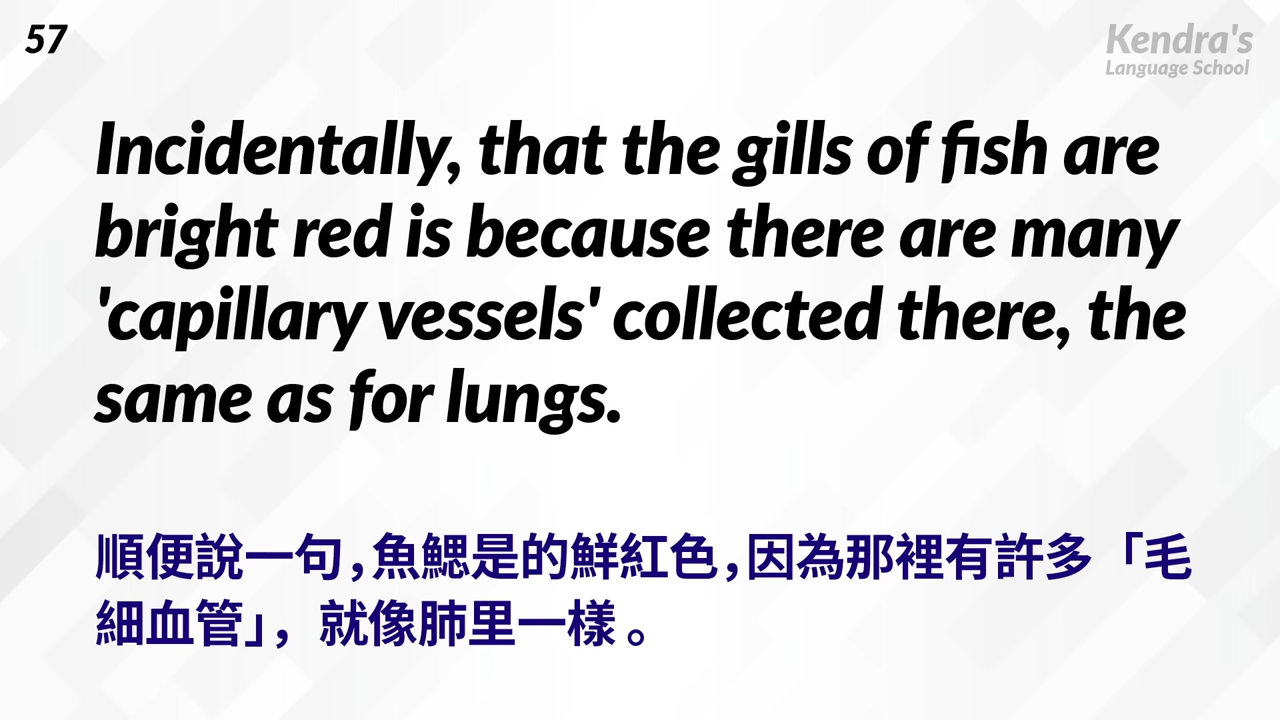 57
Kendra's
Language School
Incidentally, that the gills of fish are
bright red is because there are many
'capillary vessels' collected there, the
same as for lungs.
順便說一句，魚鰓是的鮮紅色，因為那裡有許多「毛
細血管」，就像肺里一樣。